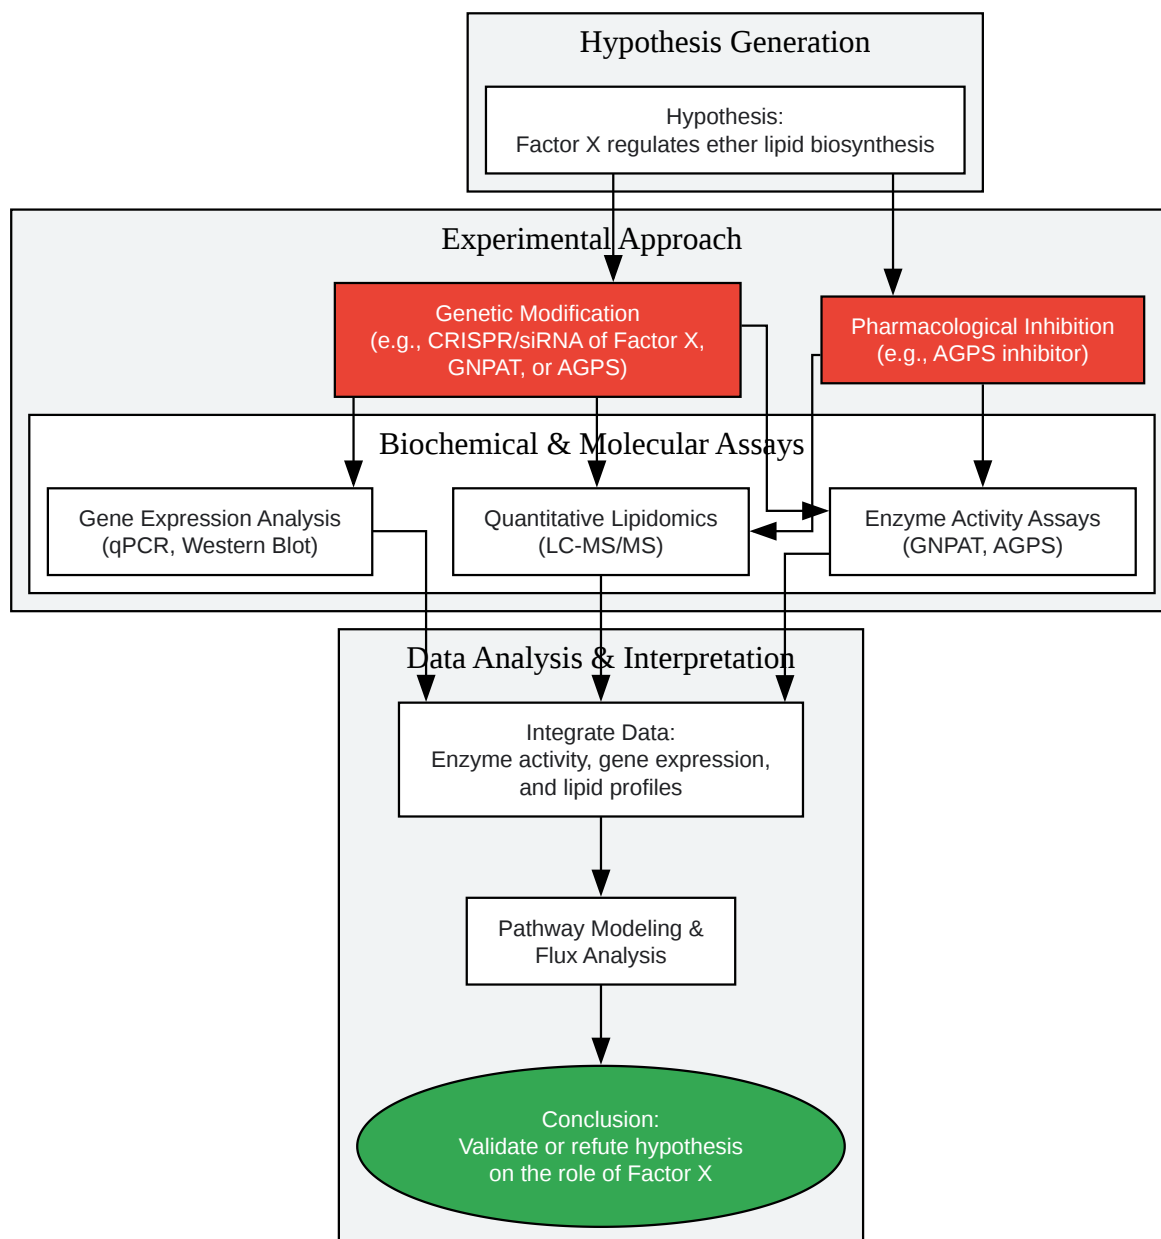 Hypothesis Generation
Hypothesis:
Factor X regulates ether lipid biosynthesis
Experimental Approach
Genetic Modification
(e.g., CRISPR/siRNA of Factor X,
GNPAT, or AGPS)
Pharmacological Inhibition
(e.g., AGPS inhibitor)
Biochemical & Molecular Assays
Gene Expression Analysis
(qPCR, Western Blot)
Quantitative Lipidomics
(LC-MS/MS)
Enzyme Activity Assays
(GNPAT, AGPS)
Data Analysis & Interpretation
Integrate Data:
Enzyme activity, gene expression,
and lipid profiles
Pathway Modeling &
Flux Analysis
Conclusion:
Validate or refute hypothesis
on the role of Factor X